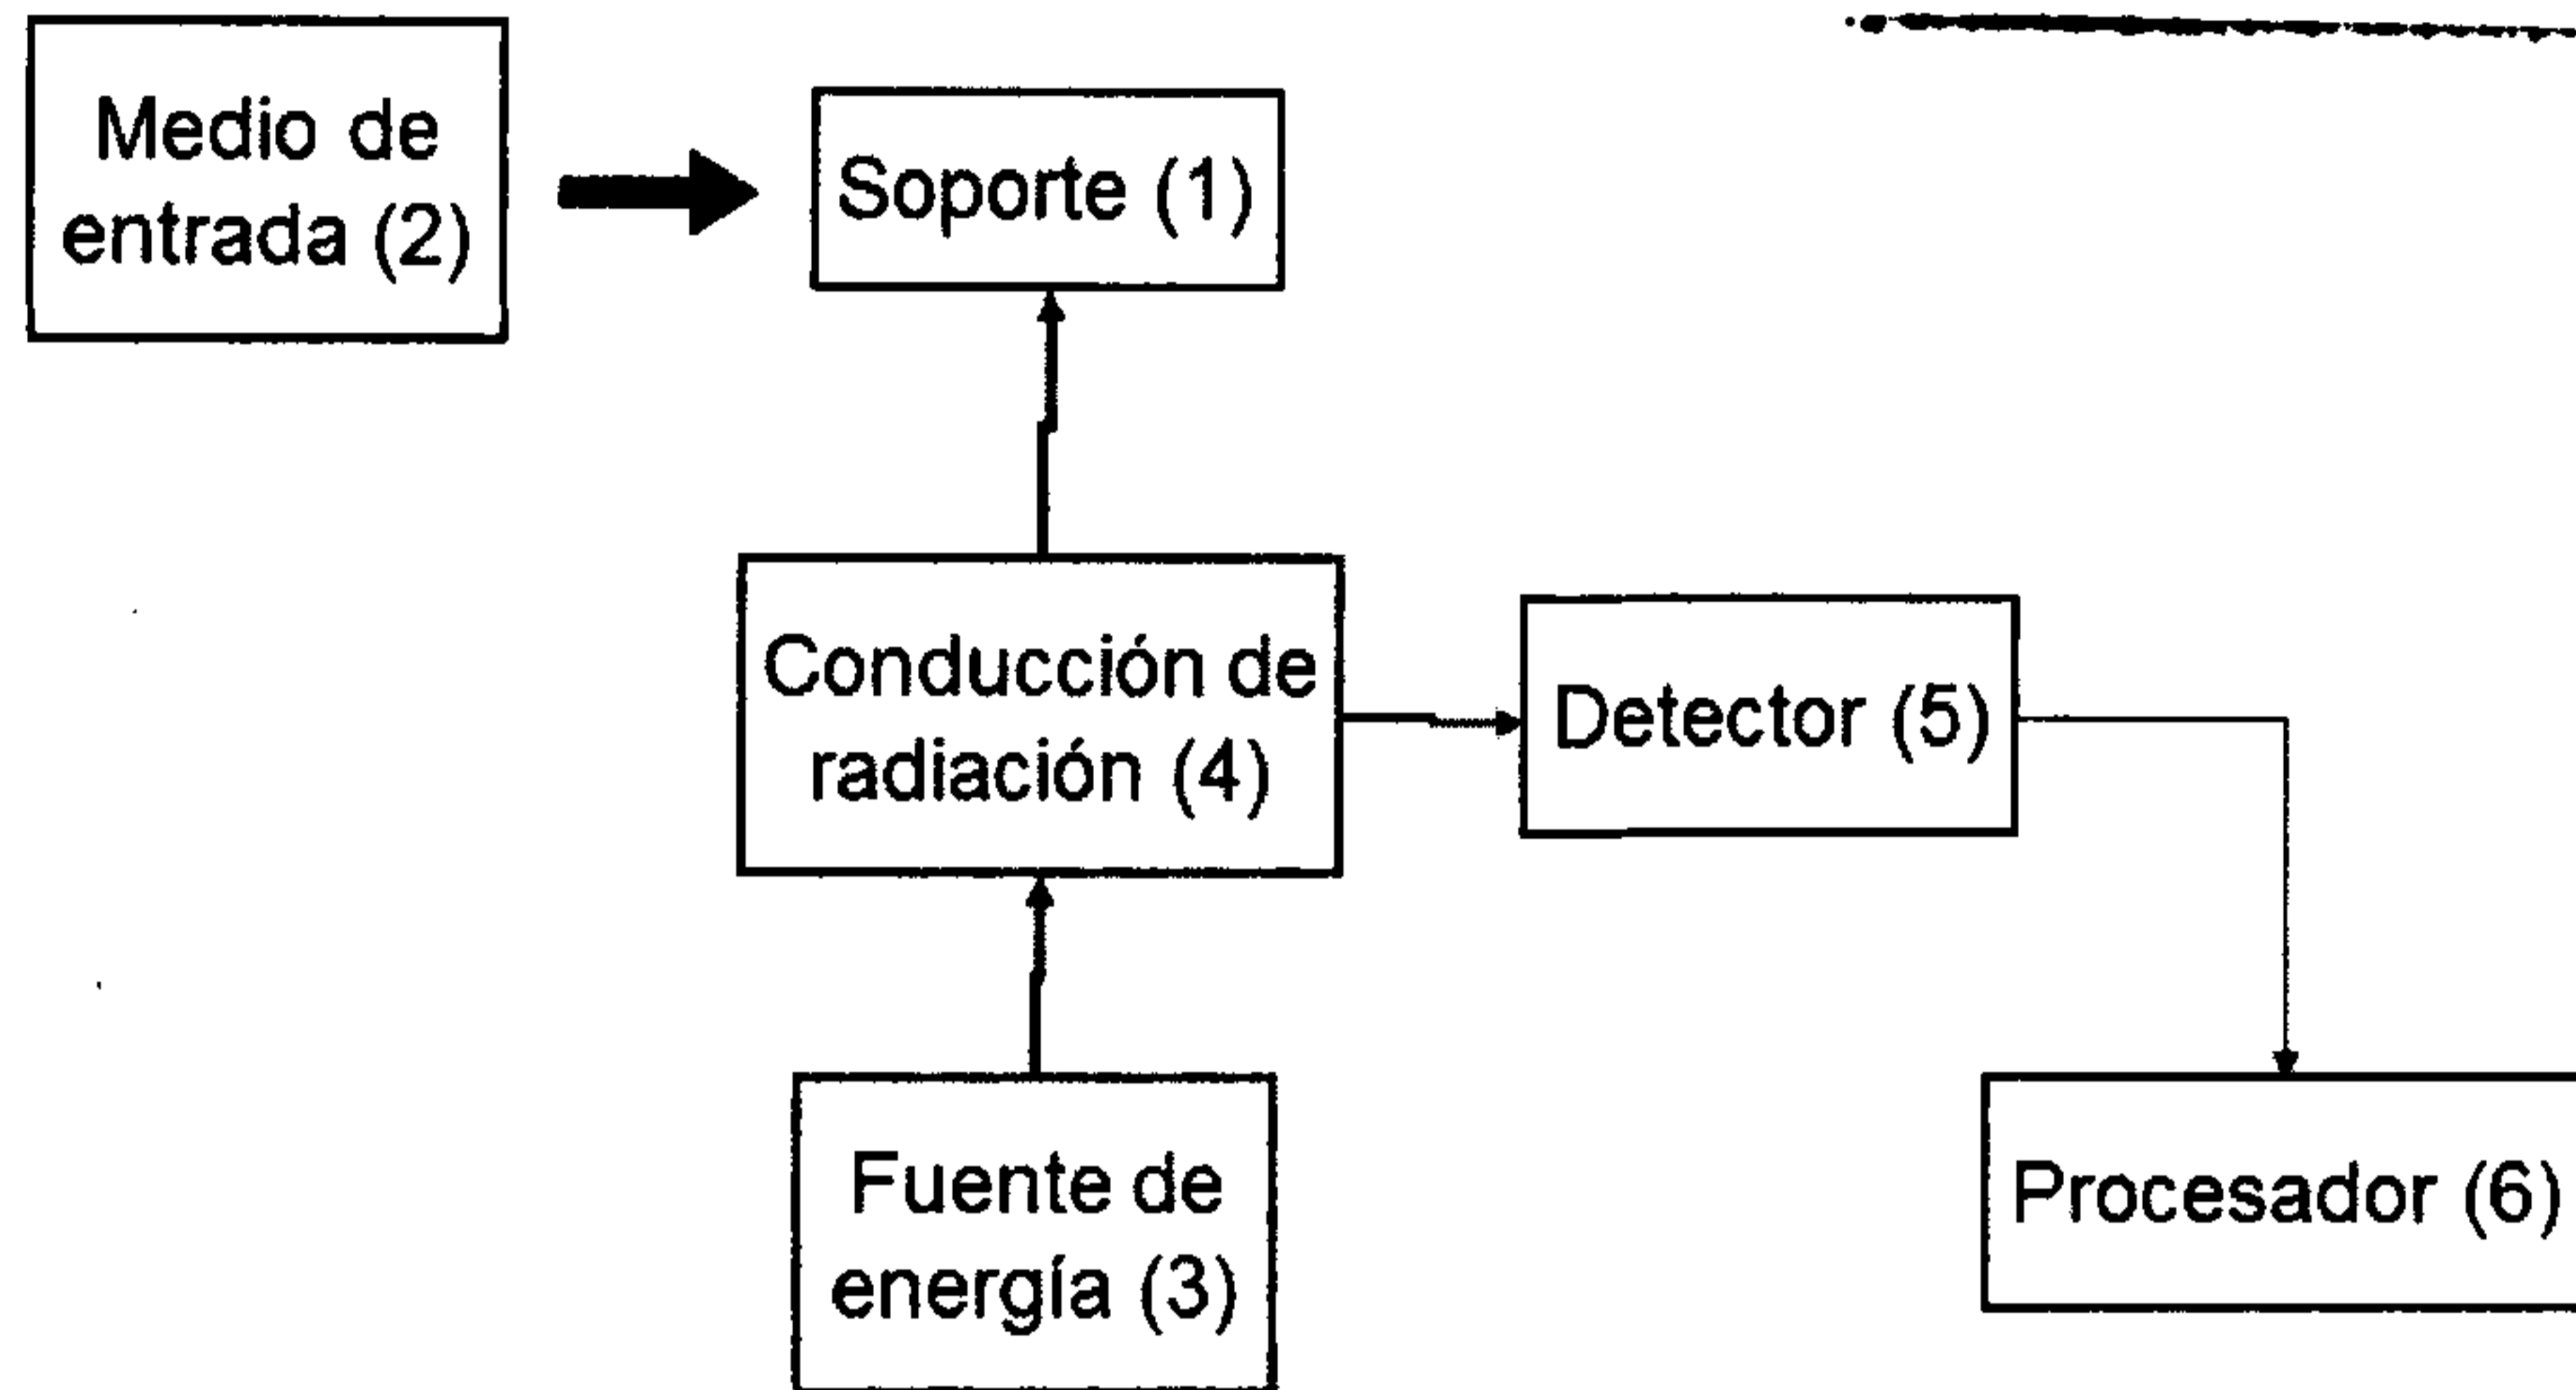 Medio de
entrada (2)
Soporte (1)
Conducción de
radiación (4)
Detector (5)
Fuente de
energía (3)
Procesador (6)